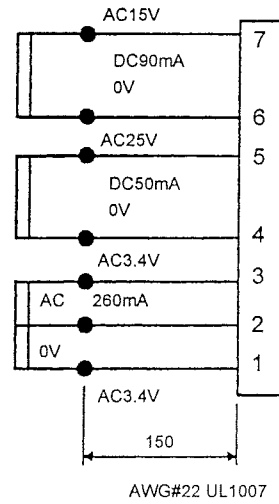 AC15V
7
DC90mA
0V
6
AC25V
5
DC50mA
0V
4
AC3.4V
3
AC 260mA
2
0V
1
AC3.4V
150
AWG#22 UL1007